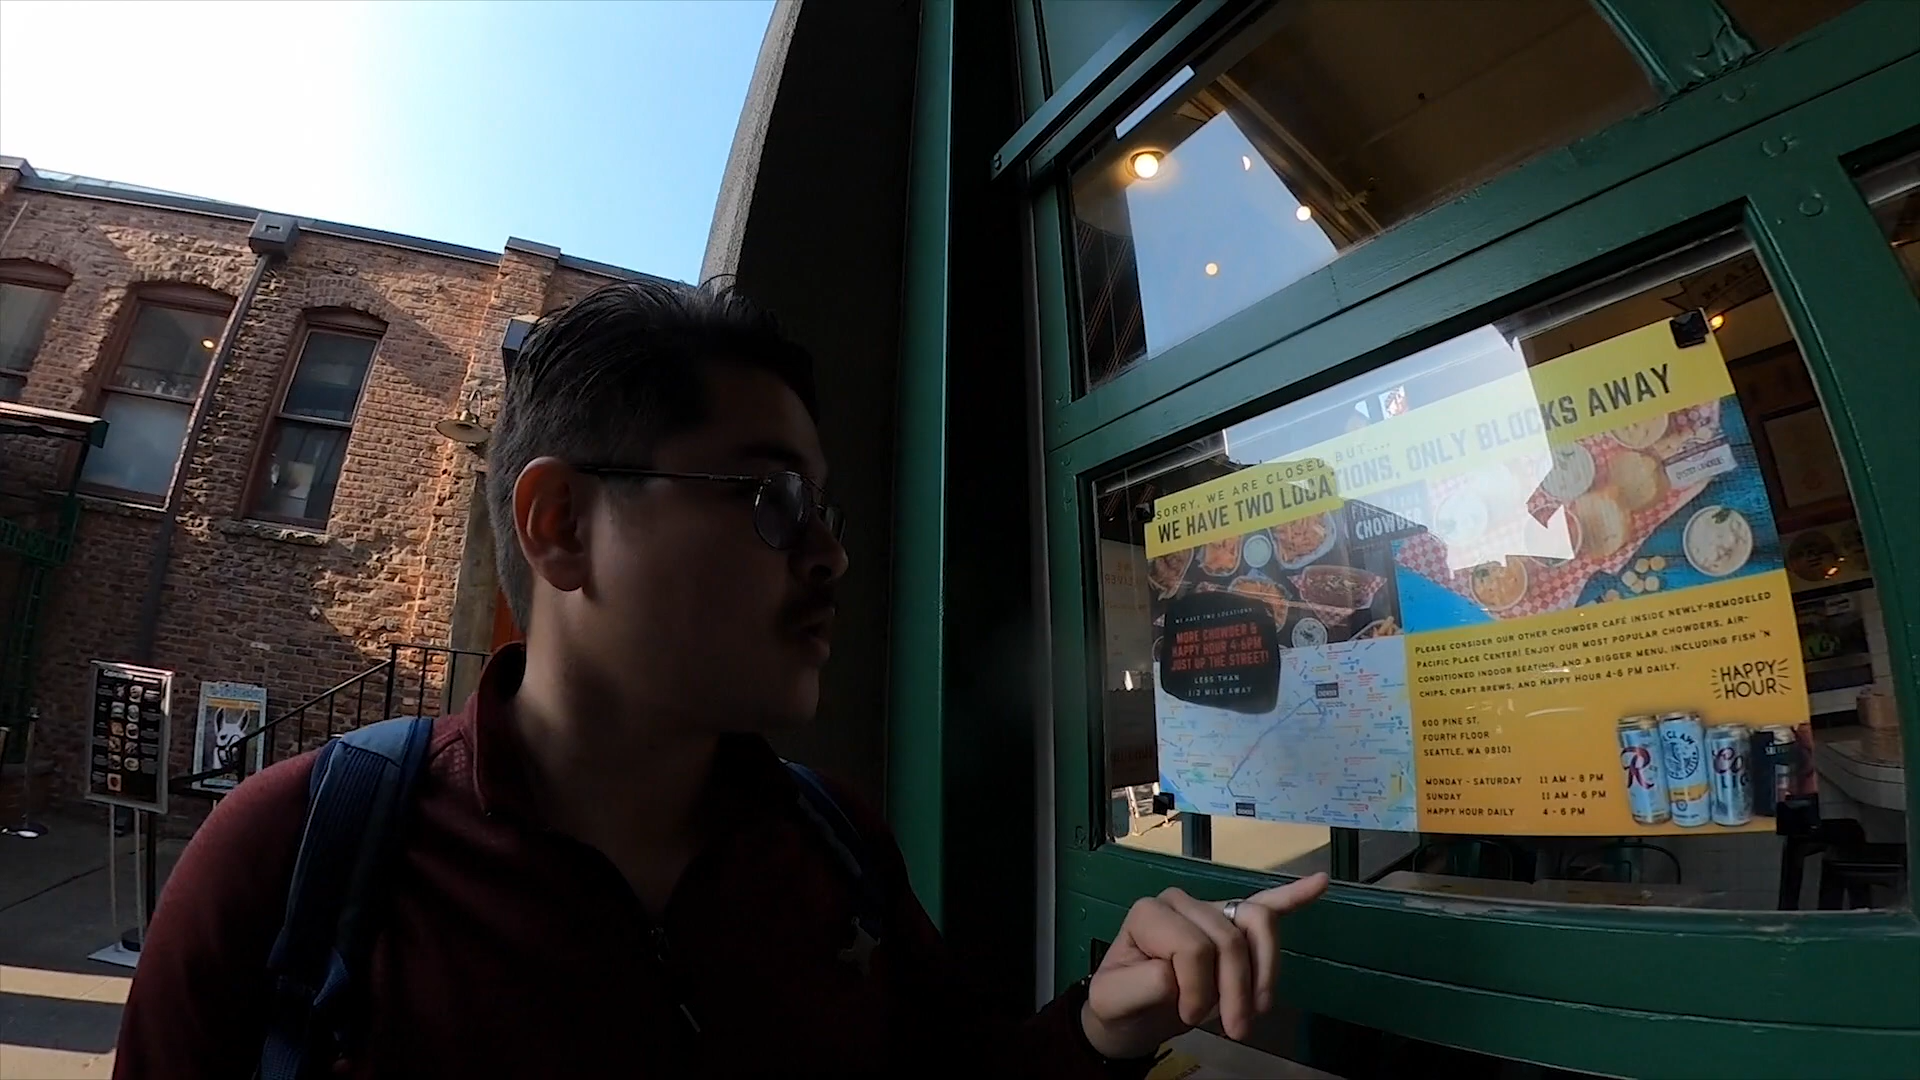 SORRY, WE ARE CLOSED, BUT...
WE HAVE TWO LOCATIONS, ONLY BLOCKS AWAY
CHOWDER
OYSTER CRACKERS
WE HAVE TWO LOCATIONS
MORE CHOWDER &
HAPPY HOUR 4-6PM
JUST UP THE STREET!
LESS THAN
1/2 MILE AWAY
PLEASE CONSIDER OUR OTHER CHOWDER CAFÉ INSIDE NEWLY-REMODELED
PACIFIC PLACE CENTER! ENJOY OUR MOST POPULAR CHOWDERS, AIR-
CONDITIONED INDOOR SEATING, AND A BIGGER MENU, INCLUDING FISH 'N
CHIPS, CRAFT BREWS, AND HAPPY HOUR 4-6 PM DAILY.
HAPPY
HOUR
600 PINE ST.
FOURTH FLOOR
SEATTLE, WA 98101
MONDAY - SATURDAY 11 AM - 8 PM
SUNDAY 11 AM - 6 PM
HAPPY HOUR DAILY 4 - 6 PM
R